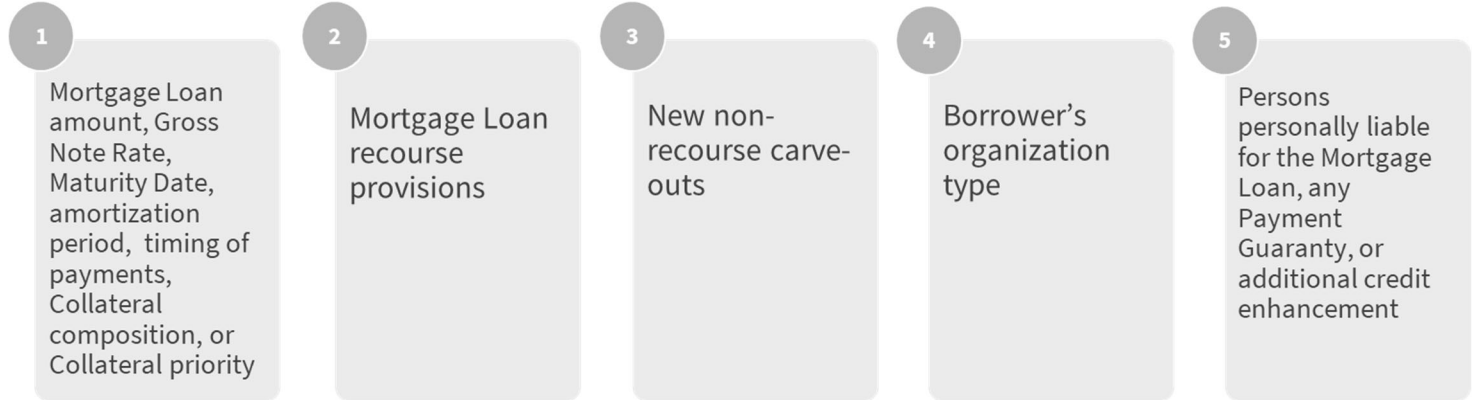 1
Mortgage Loan
amount, Gross
Note Rate,
Maturity Date,
amortization
period,  timing of
payments,
Collateral
composition, or
Collateral priority
2
Mortgage Loan
recourse
provisions
3
New non-
recourse carve-
outs
4
Borrower’s
organization
type
5
Persons
personally liable
for the Mortgage
Loan, any
Payment
Guaranty, or
additional credit
enhancement